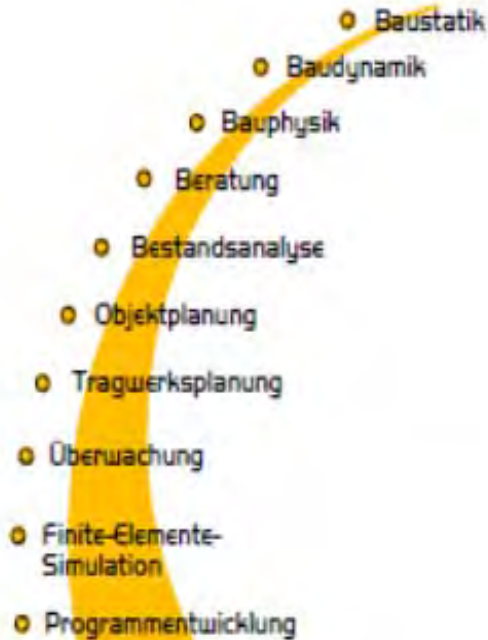 Baustatik
Baudynamik
Bauphysik
Beratung
Bestandsanalyse
Objektplanung
Tragwerksplanung
Überwachung
Finite-Elemente-
Simulation
Programmentwicklung